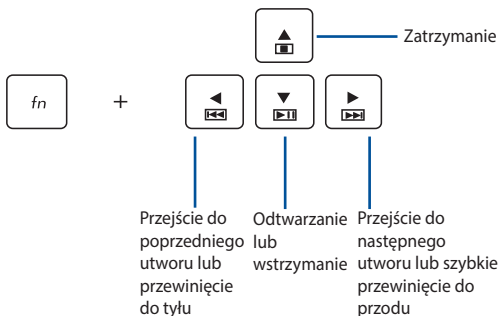 Zatrzymanie
fn
+
Przejście do
poprzedniego
utworu lub
przewinięcie
do tyłu
Odtwarzanie
lub
wstrzymanie
Przejście do
następnego
utworu lub szybkie
przewinięcie do
przodu